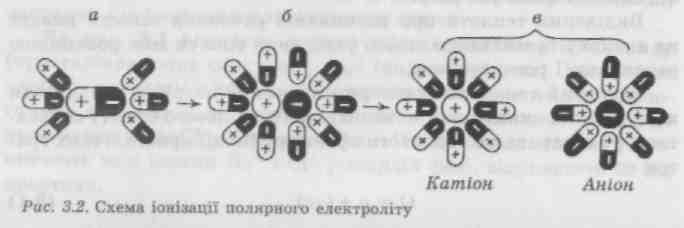 а б в
Катіон Аніон
Рис. 3.2. Схема іонізації полярного електроліту